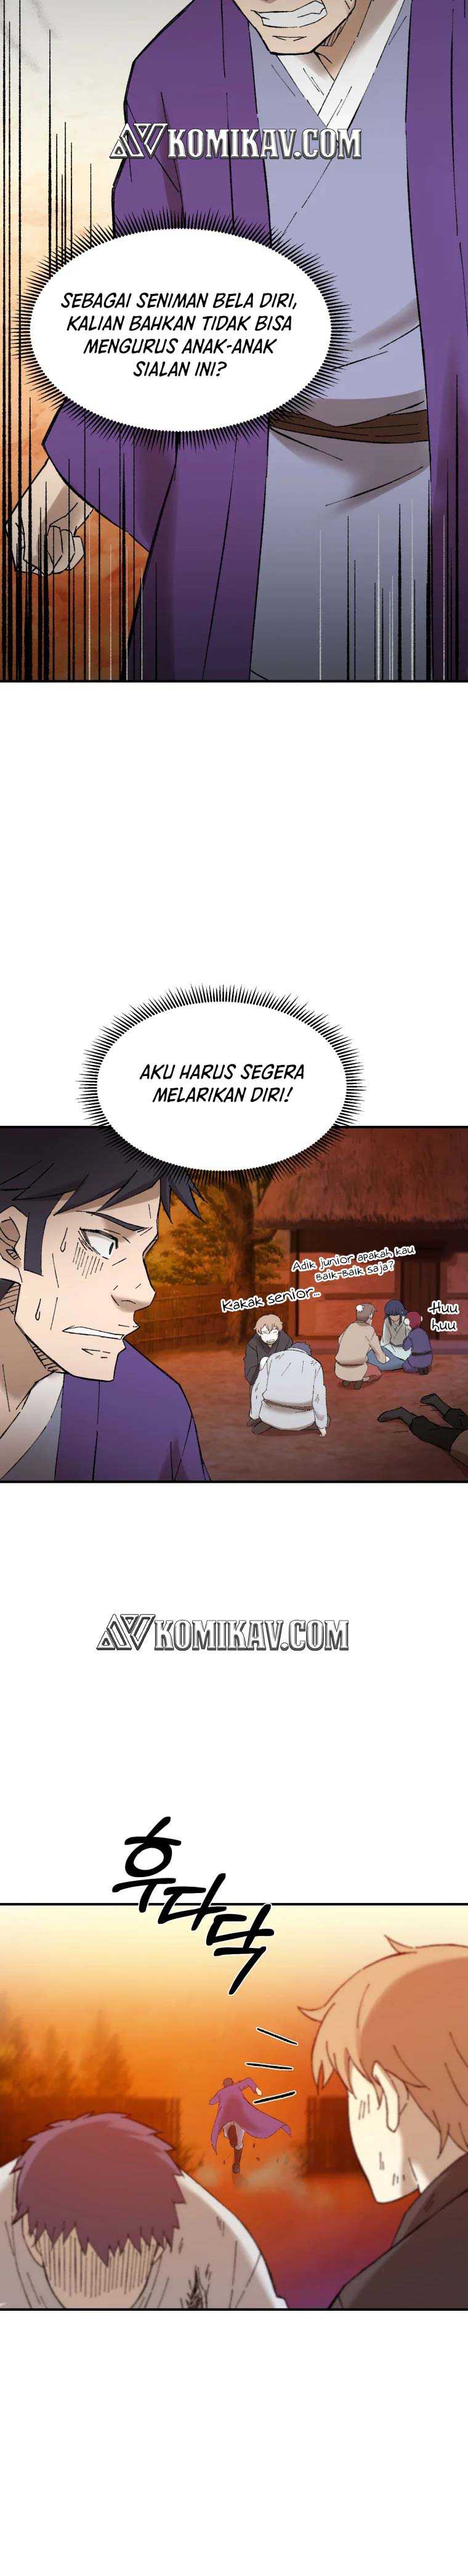 KOMIKAV.COM
SEBAGAI SENIMAN BELA DIRI,
KALIAN BAHKAN TIDAK BISA
MENGURUS ANAK-ANAK
SIALAN INI?
AKU HARUS SEGERA
MELARIKAN DIRI!
Adik junior apakah kau
baik-baik saja?
Kakak senior...
Huu
huu
KOMIKAV.COM
후다닥